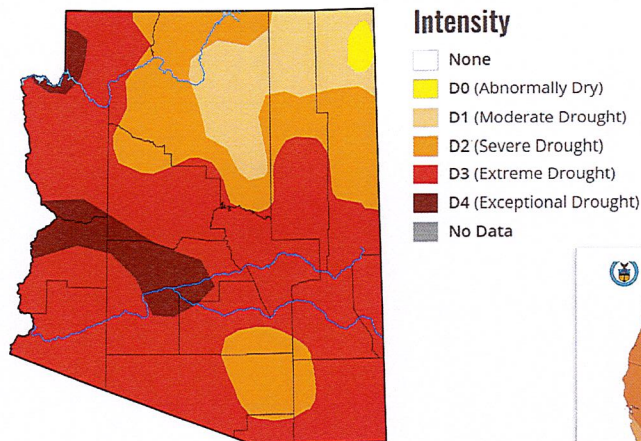 Intensity
None
D0 (Abnormally Dry)
D1 (Moderate Drought)
D2 (Severe Drought)
D3 (Extreme Drought)
D4 (Exceptional Drought)
No Data